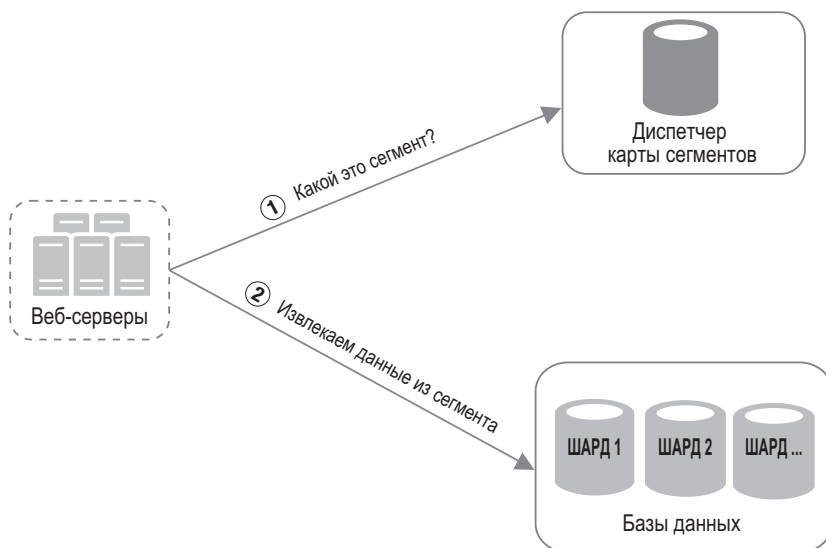 Диспетчер
карты сегментов
1 Какой это сегмент?
Веб-серверы
2 Извлекаем данные из сегмента
ШАРД 1
ШАРД 2
ШАРД ...
Базы данных